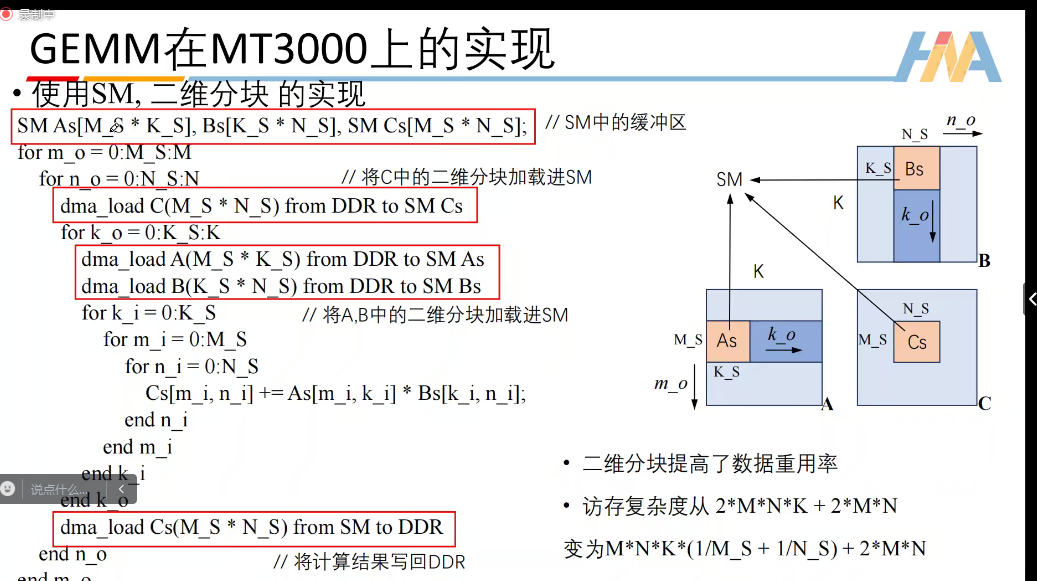 录制中
GEMM在MT3000上的实现
HMA
• 使用SM, 二维分块 的实现
SM As[M_S * K_S], Bs[K_S * N_S], SM Cs[M_S * N_S]; // SM中的缓冲区
for m_o = 0:M_S:M
for n_o = 0:N_S:N // 将C中的二维分块加载进SM
dma_load C(M_S * N_S) from DDR to SM Cs
for k_o = 0:K_S:K
dma_load A(M_S * K_S) from DDR to SM As
dma_load B(K_S * N_S) from DDR to SM Bs
for k_i = 0:K_S // 将A,B中的二维分块加载进SM
for m_i = 0:M_S
for n_i = 0:N_S
Cs[m_i, n_i] += As[m_i, k_i] * Bs[k_i, n_i];
end n_i
end m_i
end k_i
说点什么...
end k_o
dma_load Cs(M_S * N_S) from SM to DDR
end n_o // 将计算结果写回DDR
end m_o
n_o
N_S
K_S Bs
SM
K k_o
B
K
N_S
M_S As k_o
M_S Cs
K_S
m_o
A
C
• 二维分块提高了数据重用率
• 访存复杂度从 2*M*N*K + 2*M*N
变为M*N*K*(1/M_S + 1/N_S) + 2*M*N